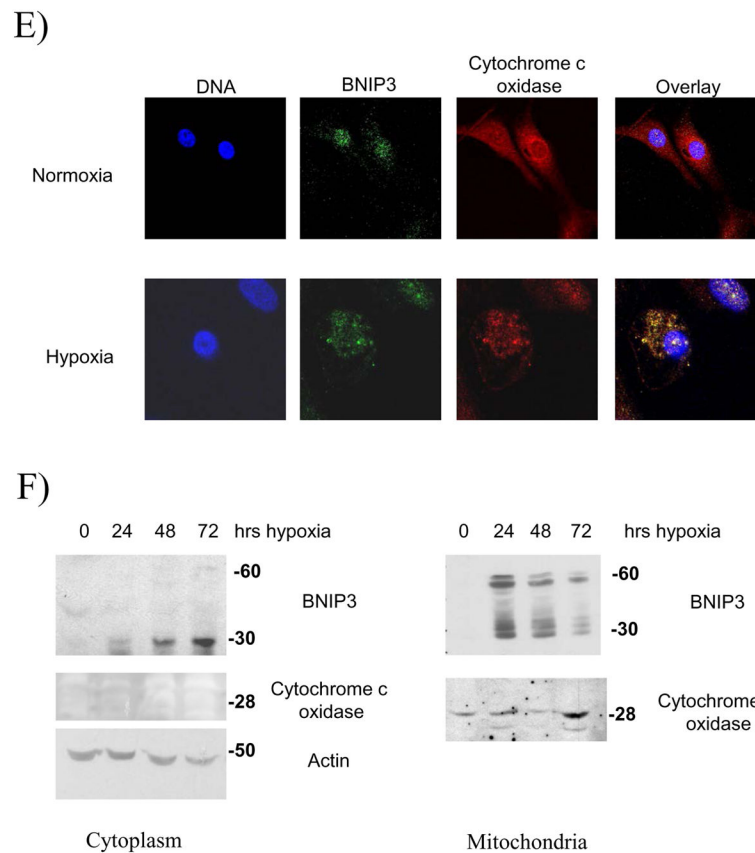 E)
DNA BNIP3 Cytochrome c oxidase Overlay
Normoxia
Hypoxia
F)
0 24 48 72 hrs hypoxia
-60
BNIP3
-30
-28
Cytochrome c
oxidase
-50
Actin
Cytoplasm
0 24 48 72 hrs hypoxia
-60
BNIP3
-30
-28
Cytochrome
oxidase
Mitochondria